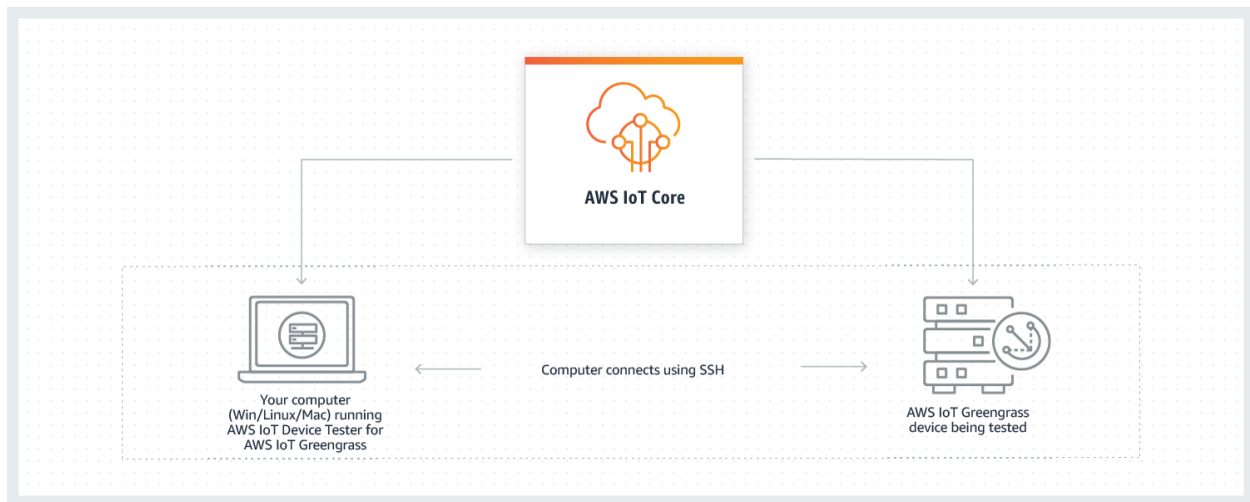 AWS IoT Core
Computer connects using SSH
Your computer
(Win/Linux/Mac) running
AWS IoT Device Tester for
AWS IoT Greengrass
AWS IoT Greengrass
device being tested